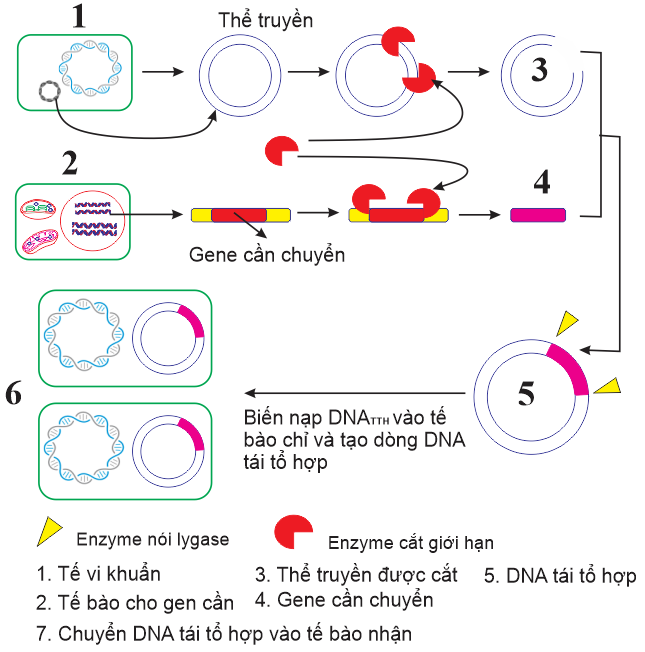 1
Thể truyền
3
2
4
Gene cần chuyển
5
6
Biến nạp DNATTH vào tế
bào chỉ và tạo dòng DNA
tái tổ hợp
Enzyme nói lygase
Enzyme cắt giới hạn
1. Tế vi khuẩn
3. Thể truyền được cắt
5. DNA tái tổ hợp
2. Tế bào cho gen cần
4. Gene cần chuyển
7. Chuyển DNA tái tổ hợp vào tế bào nhận